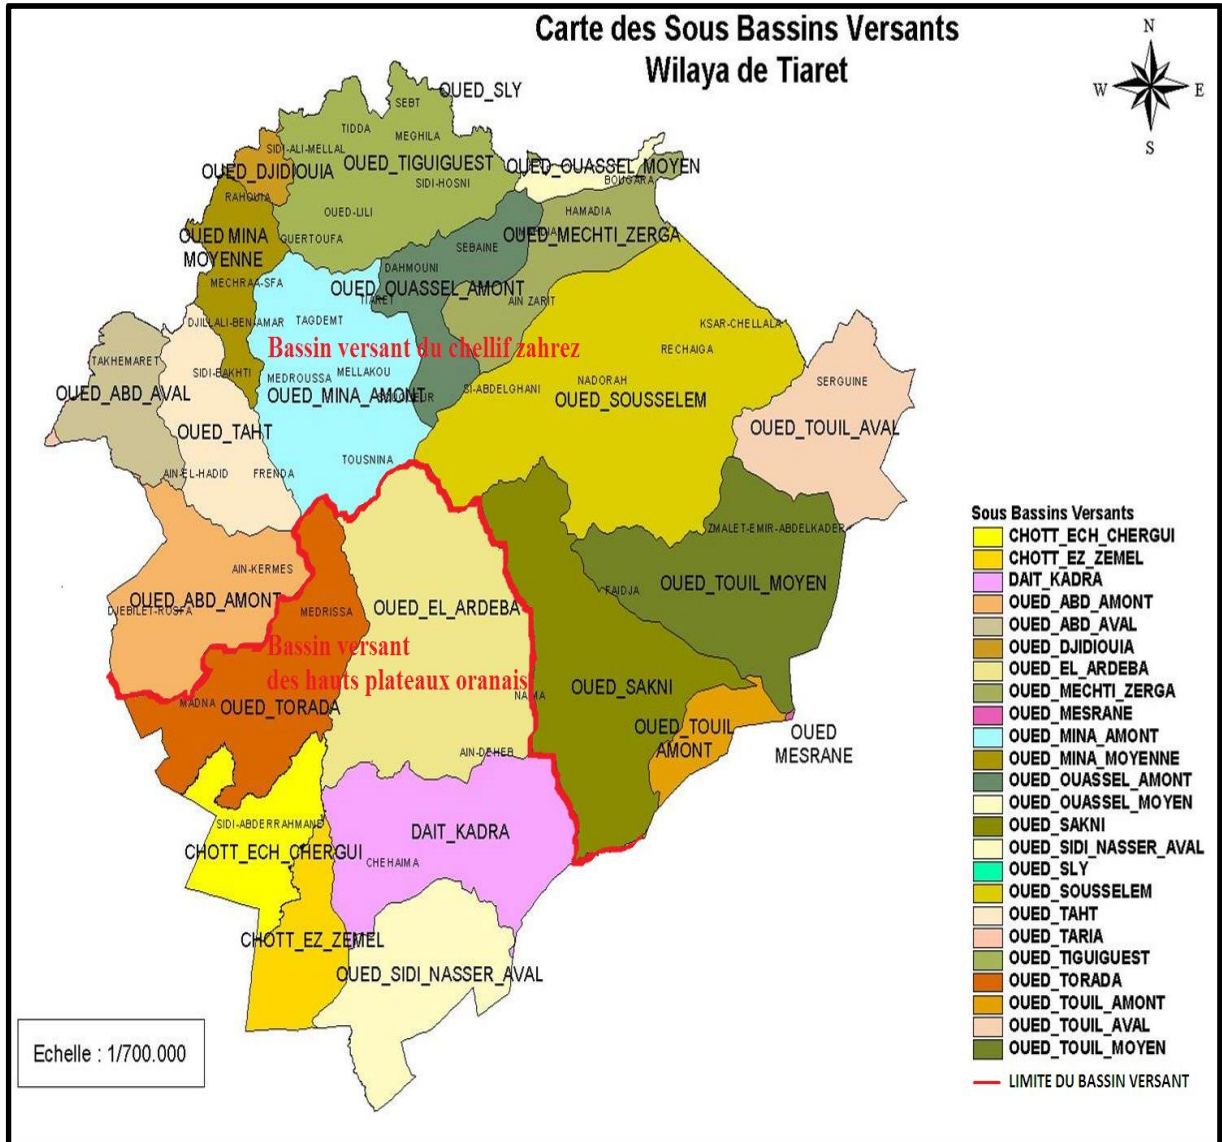 Carte des Sous Bassins Versants
Wilaya de Tiaret
N
W
E
S
SEBT
OUED_SLY
TIDDA
MEGHILA
SIDI-ALI-MELLAL
OUED_TIGUIGUEST
OUED_DJIDIOUIA
OUED_OUASSEL_MOYEN
BOUGARA
SIDI-HOSNI
RAHOUIA
OUED-LILI
HAMADIA
GUERTOUFA
OUED MINA
MOYENNE
OUED_MECHTI_ZERGA
SEBAINE
DAHMOUNI
MECHRAA-SFA
OUED_OUASSEL_AMONT
TIARET
AIN ZARIT
DJILLALI-BEN-AMAR
TAGDEMT
KSAR-CHELLALA
Bassin versant du chellif zahrez
RECHAIGA
TAKHEMARET
SIDI-BAKHTI
MEDROUSSA
MELLAKOU
NADORAH
SERGUINE
OUED_ABD_AVAL
OUED_MINA_AMONT
SI-ABDELGHANI
OUED_SOUSSELEM
OUED_TAHT
OUED_TOUIL_AVAL
TOUSNINA
AIN-EL-HADID
FRENDA
ZMALET-EMIR-ABDELKADER
AIN-KERMES
OUED_TOUIL_MOYEN
FAIDJA
OUED_ABD_AMONT
DJEBILET-ROSFA
MEDRISSA
OUED_EL_ARDEBA
Bassin versant
des hauts plateaux oranais
OUED_SAKNI
NAIMA
MADNA
OUED_TORADA
OUED_TOUIL
AMONT
OUED
MESRANE
AIN-DEHEB
SIDI-ABDERRAHMANE
DAIT_KADRA
CHOTT_ECH_CHERGUI
CHEHAIMA
CHOTT_EZ_ZEMEL
OUED_SIDI_NASSER_AVAL
Echelle : 1/700.000
Sous Bassins Versants
CHOTT_ECH_CHERGUI
CHOTT_EZ_ZEMEL
DAIT_KADRA
OUED_ABD_AMONT
OUED_ABD_AVAL
OUED_DJIDIOUIA
OUED_EL_ARDEBA
OUED_MECHTI_ZERGA
OUED_MESRANE
OUED_MINA_AMONT
OUED_MINA_MOYENNE
OUED_OUASSEL_AMONT
OUED_OUASSEL_MOYEN
OUED_SAKNI
OUED_SIDI_NASSER_AVAL
OUED_SLY
OUED_SOUSSELEM
OUED_TAHT
OUED_TARIA
OUED_TIGUIGUEST
OUED_TORADA
OUED_TOUIL_AMONT
OUED_TOUIL_AVAL
OUED_TOUIL_MOYEN
LIMITE DU BASSIN VERSANT